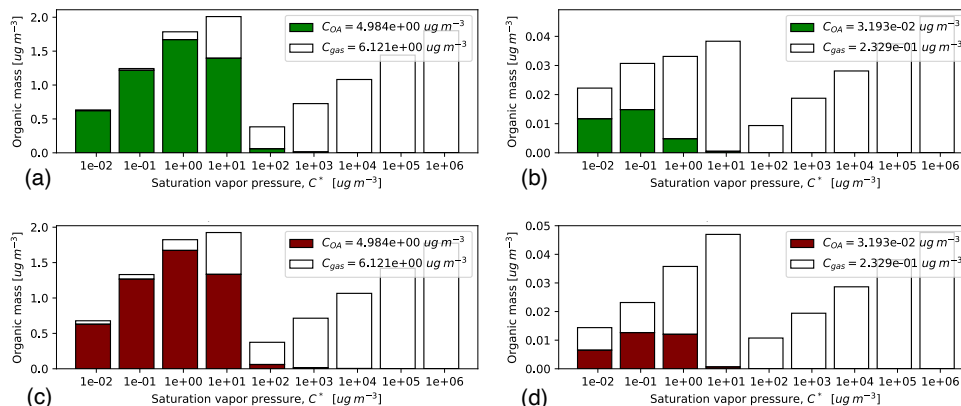 2.0
1.5
1.0
0.5
0.0
Organic mass [ug m⁻³]
C_OA = 4.984e+00 ug m⁻³
C_gas = 6.121e+00 ug m⁻³
1e-02 1e-01 1e+00 1e+01 1e+02 1e+03 1e+04 1e+05 1e+06
(a) Saturation vapor pressure, C* [ug m⁻³]
0.04
0.03
0.02
0.01
0.00
Organic mass [ug m⁻³]
C_OA = 3.193e-02 ug m⁻³
C_gas = 2.329e-01 ug m⁻³
1e-02 1e-01 1e+00 1e+01 1e+02 1e+03 1e+04 1e+05 1e+06
(b) Saturation vapor pressure, C* [ug m⁻³]
2.0
1.5
1.0
0.5
0.0
Organic mass [ug m⁻³]
C_OA = 4.984e+00 ug m⁻³
C_gas = 6.121e+00 ug m⁻³
1e-02 1e-01 1e+00 1e+01 1e+02 1e+03 1e+04 1e+05 1e+06
(c) Saturation vapor pressure, C* [ug m⁻³]
0.05
0.04
0.03
0.02
0.01
0.00
Organic mass [ug m⁻³]
C_OA = 3.193e-02 ug m⁻³
C_gas = 2.329e-01 ug m⁻³
1e-02 1e-01 1e+00 1e+01 1e+02 1e+03 1e+04 1e+05 1e+06
(d) Saturation vapor pressure, C* [ug m⁻³]